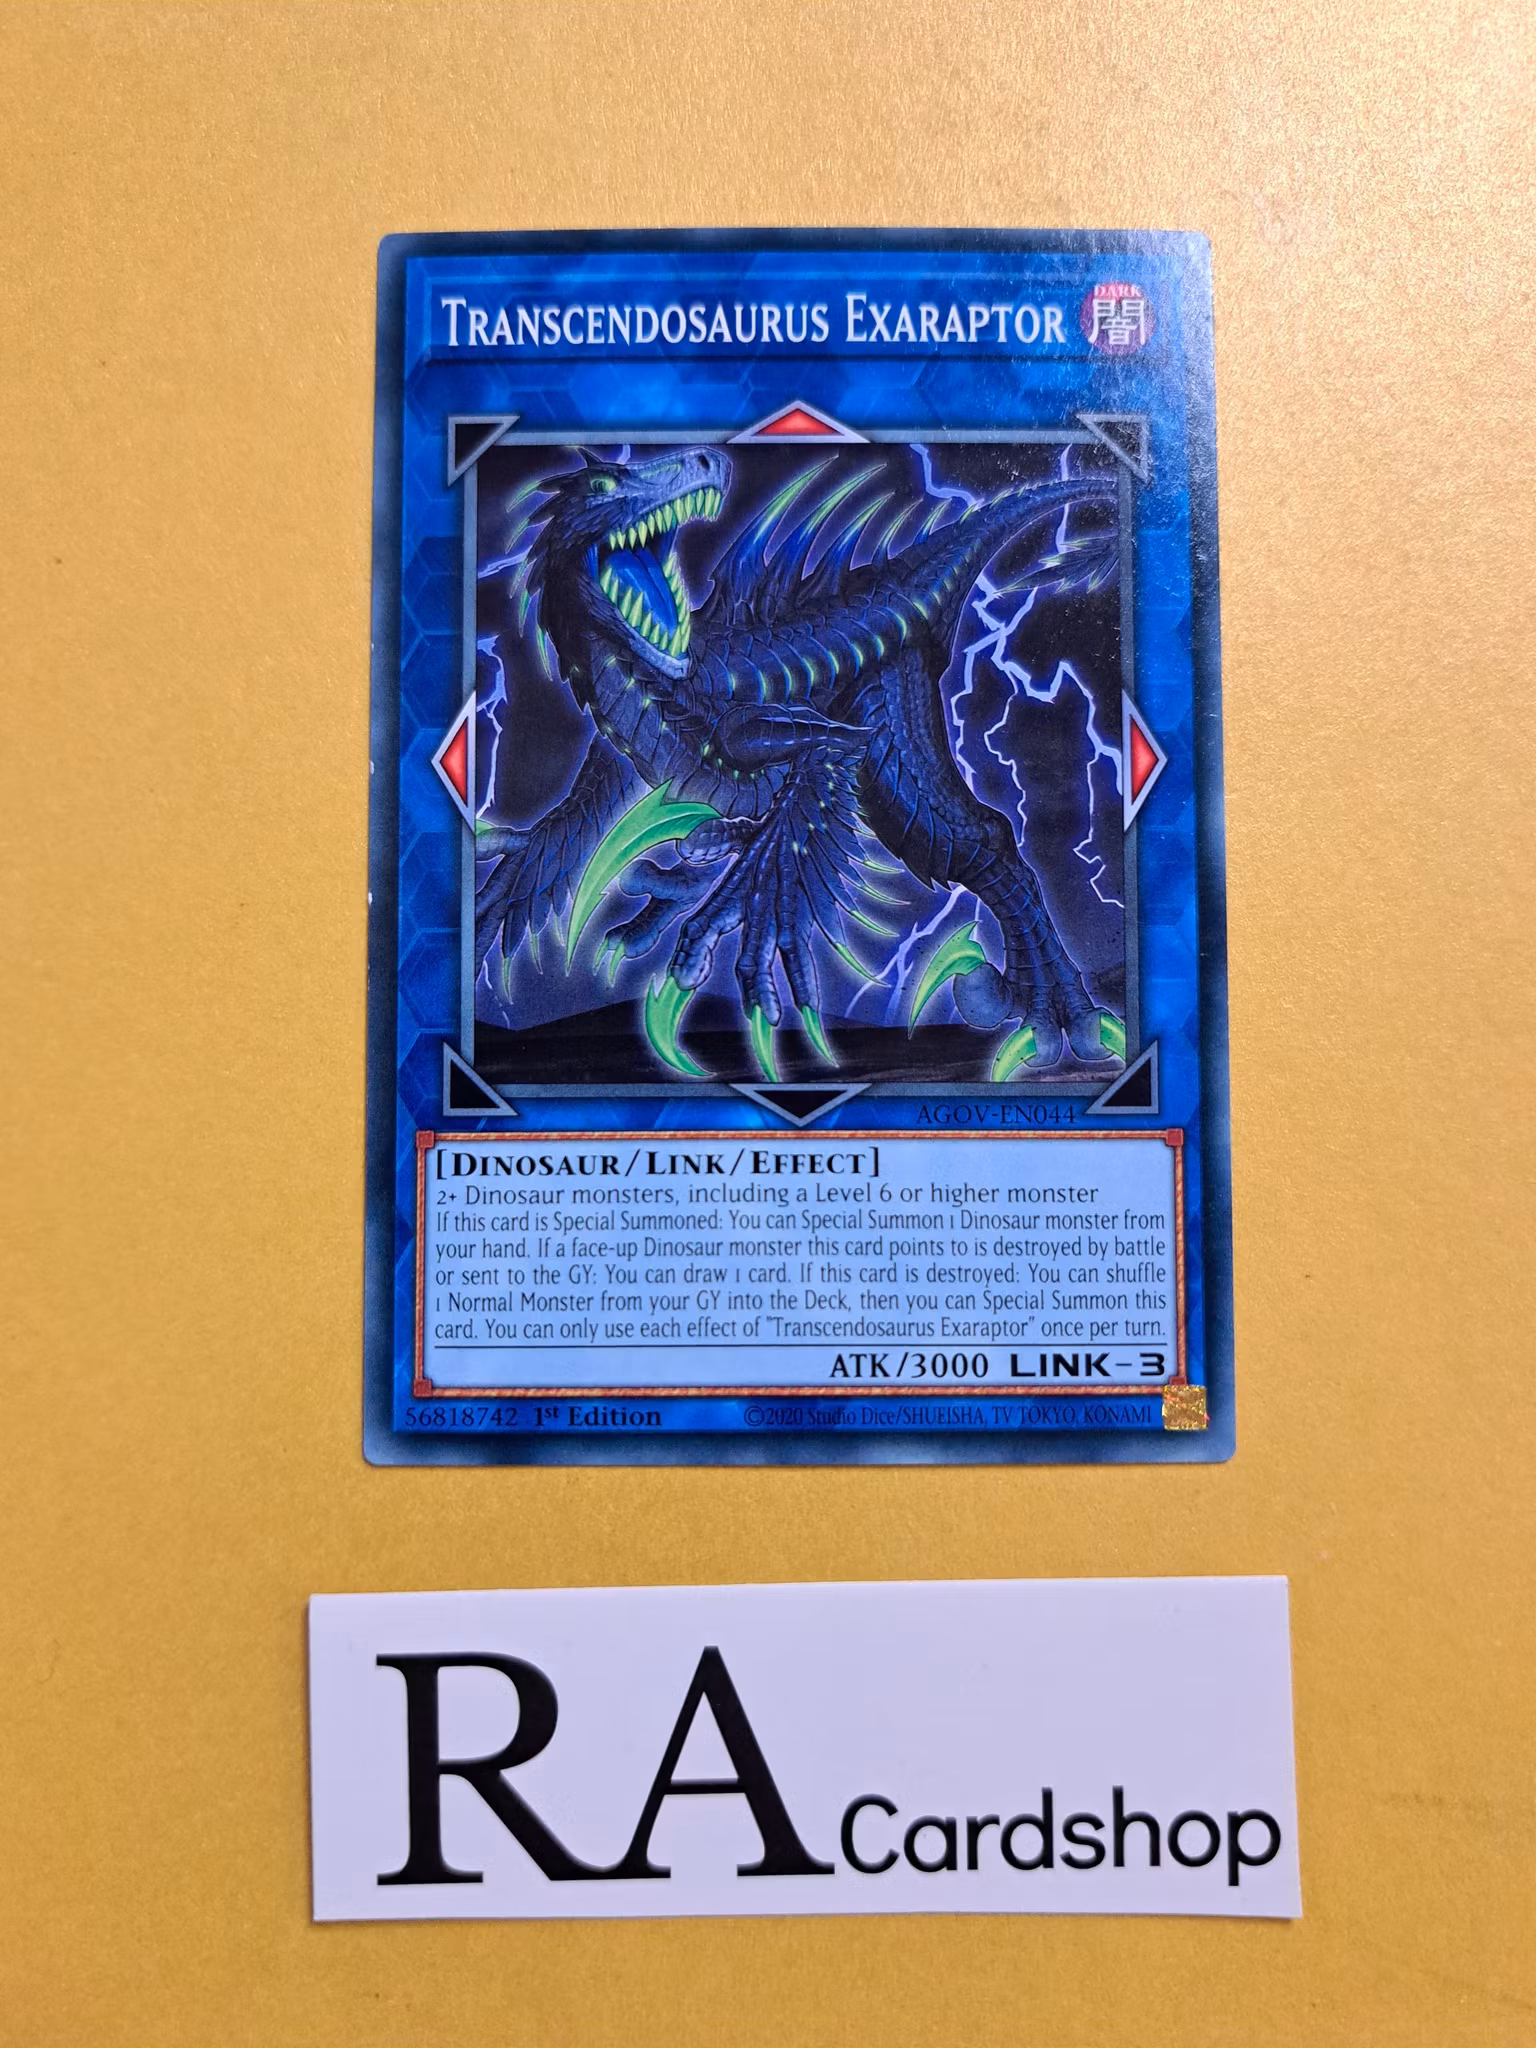 TRANSCENDOSAURUS EXARAPTOR
DARK
闇
AGOV-EN044
[DINOSAUR/LINK/EFFECT]
2+ Dinosaur monsters, including a Level 6 or higher monster
If this card is Special Summoned: You can Special Summon 1 Dinosaur monster from
your hand. If a face-up Dinosaur monster this card points to is destroyed by battle
or sent to the GY: You can draw 1 card. If this card is destroyed: You can shuffle
1 Normal Monster from your GY into the Deck, then you can Special Summon this
card. You can only use each effect of "Transcendosaurus Exaraptor" once per turn.
ATK/3000 LINK-3
56818742 1st Edition ©2020 Studio Dice/SHUEISHA, TV TOKYO, KONAMI
RA Cardshop